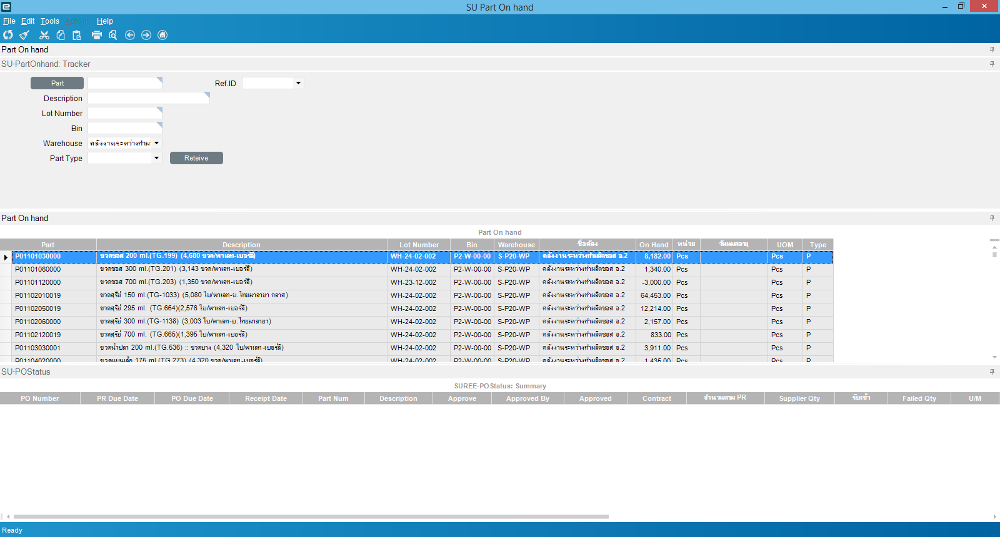 SU Part On hand
File Edit Tools Actions Help
Part On hand
SU-PartOnhand: Tracker
Part Ref.ID
Description
Lot Number
Bin
Warehouse คลังงานระหว่างทำผ
Part Type Reteive
Part On hand
Part On hand
Part Description Lot Number Bin Warehouse ชื่อคลัง On Hand หน่วย วันหมดอายุ UOM Type
P01101030000 ขวดซอส 200 ml.(TG.199) (4,680 ขวด/พาเลท-เบอร์ลี่) WH-24-02-002 P2-W-00-00 S-P20-WP คลังงานระหว่างทำผลิตซอส อ.2 8,182.00 Pcs Pcs P
P01101060000 ขวดซอส 300 ml.(TG.201) (3,143 ขวด/พาเลท-เบอร์ลี่) WH-24-02-002 P2-W-00-00 S-P20-WP คลังงานระหว่างทำผลิตซอส อ.2 1,340.00 Pcs Pcs P
P01101120000 ขวดซอส 700 ml.(TG.203) (1,350 ขวด/พาเลท-เบอร์ลี่) WH-23-12-002 P2-W-00-00 S-P20-WP คลังงานระหว่างทำผลิตซอส อ.2 -3,000.00 Pcs Pcs P
P01102010019 ขวดสุรีย์ 150 ml.(TG-1033) (5,080 ใบ/พาเลท-บ.ไทยมาลายา กลาส) WH-24-02-002 P2-W-00-00 S-P20-WP คลังงานระหว่างทำผลิตซอส อ.2 64,453.00 Pcs Pcs P
P01102050019 ขวดสุรีย์ 295 ml. (TG.664)(2,576 ใบ/พาเลท-เบอร์ลี่) WH-24-02-002 P2-W-00-00 S-P20-WP คลังงานระหว่างทำผลิตซอส อ.2 12,214.00 Pcs Pcs P
P01102060000 ขวดสุรีย์ 300 ml.(TG-1138) (3,003 ใบ/พาเลท-บ.ไทยมาลายา) WH-24-02-002 P2-W-00-00 S-P20-WP คลังงานระหว่างทำผลิตซอส อ.2 2,157.00 Pcs Pcs P
P01102120019 ขวดสุรีย์ 700 ml. (TG.665)(1,395 ใบ/พาเลท-เบอร์ลี่) WH-24-02-002 P2-W-00-00 S-P20-WP คลังงานระหว่างทำผลิตซอส อ.2 833.00 Pcs Pcs P
P01103030001 ขวดน้ำปลา 200 ml.(TG.536) :: ขวดบาง (4,320 ใบ/พาเลท-เบอร์ลี่) WH-24-02-002 P2-W-00-00 S-P20-WP คลังงานระหว่างทำผลิตซอส อ.2 3,911.00 Pcs Pcs P
P01104020000 ขวดแบนเล็ก 175 ml.(TG.273) (4,320 ขวด/พาเลท-เบอร์ลี่) WH-24-02-002 P2-W-00-00 S-P20-WP คลังงานระหว่างทำผลิตซอส อ.2 1,435.00 Pcs Pcs P
SU-POStatus
SUREE-POStatus: Summary
PO Number PR Due Date PO Due Date Receipt Date Part Num Description Approve Approved By Approved Contract จำนวนตาม PR Supplier Qty รับเข้า Failed Qty U/M
Ready